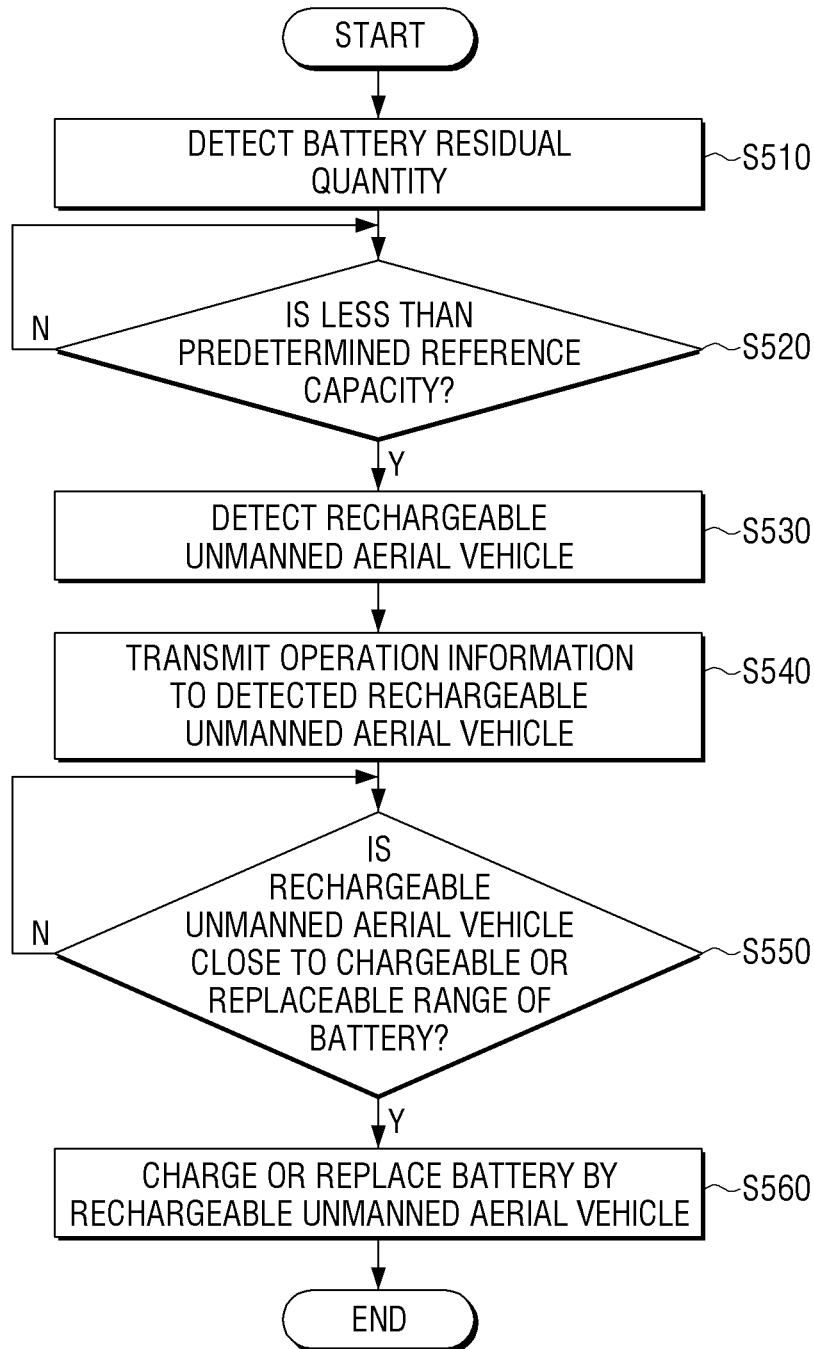 START
DETECT BATTERY RESIDUAL
QUANTITY
S510
N
IS LESS THAN
PREDETERMINED REFERENCE
CAPACITY?
S520
Y
DETECT RECHARGEABLE
UNMANNED AERIAL VEHICLE
S530
TRANSMIT OPERATION INFORMATION
TO DETECTED RECHARGEABLE
UNMANNED AERIAL VEHICLE
S540
IS
RECHARGEABLE
UNMANNED AERIAL VEHICLE
CLOSE TO CHARGEABLE OR
REPLACEABLE RANGE OF
BATTERY?
N
S550
Y
CHARGE OR REPLACE BATTERY BY
RECHARGEABLE UNMANNED AERIAL VEHICLE
S560
END